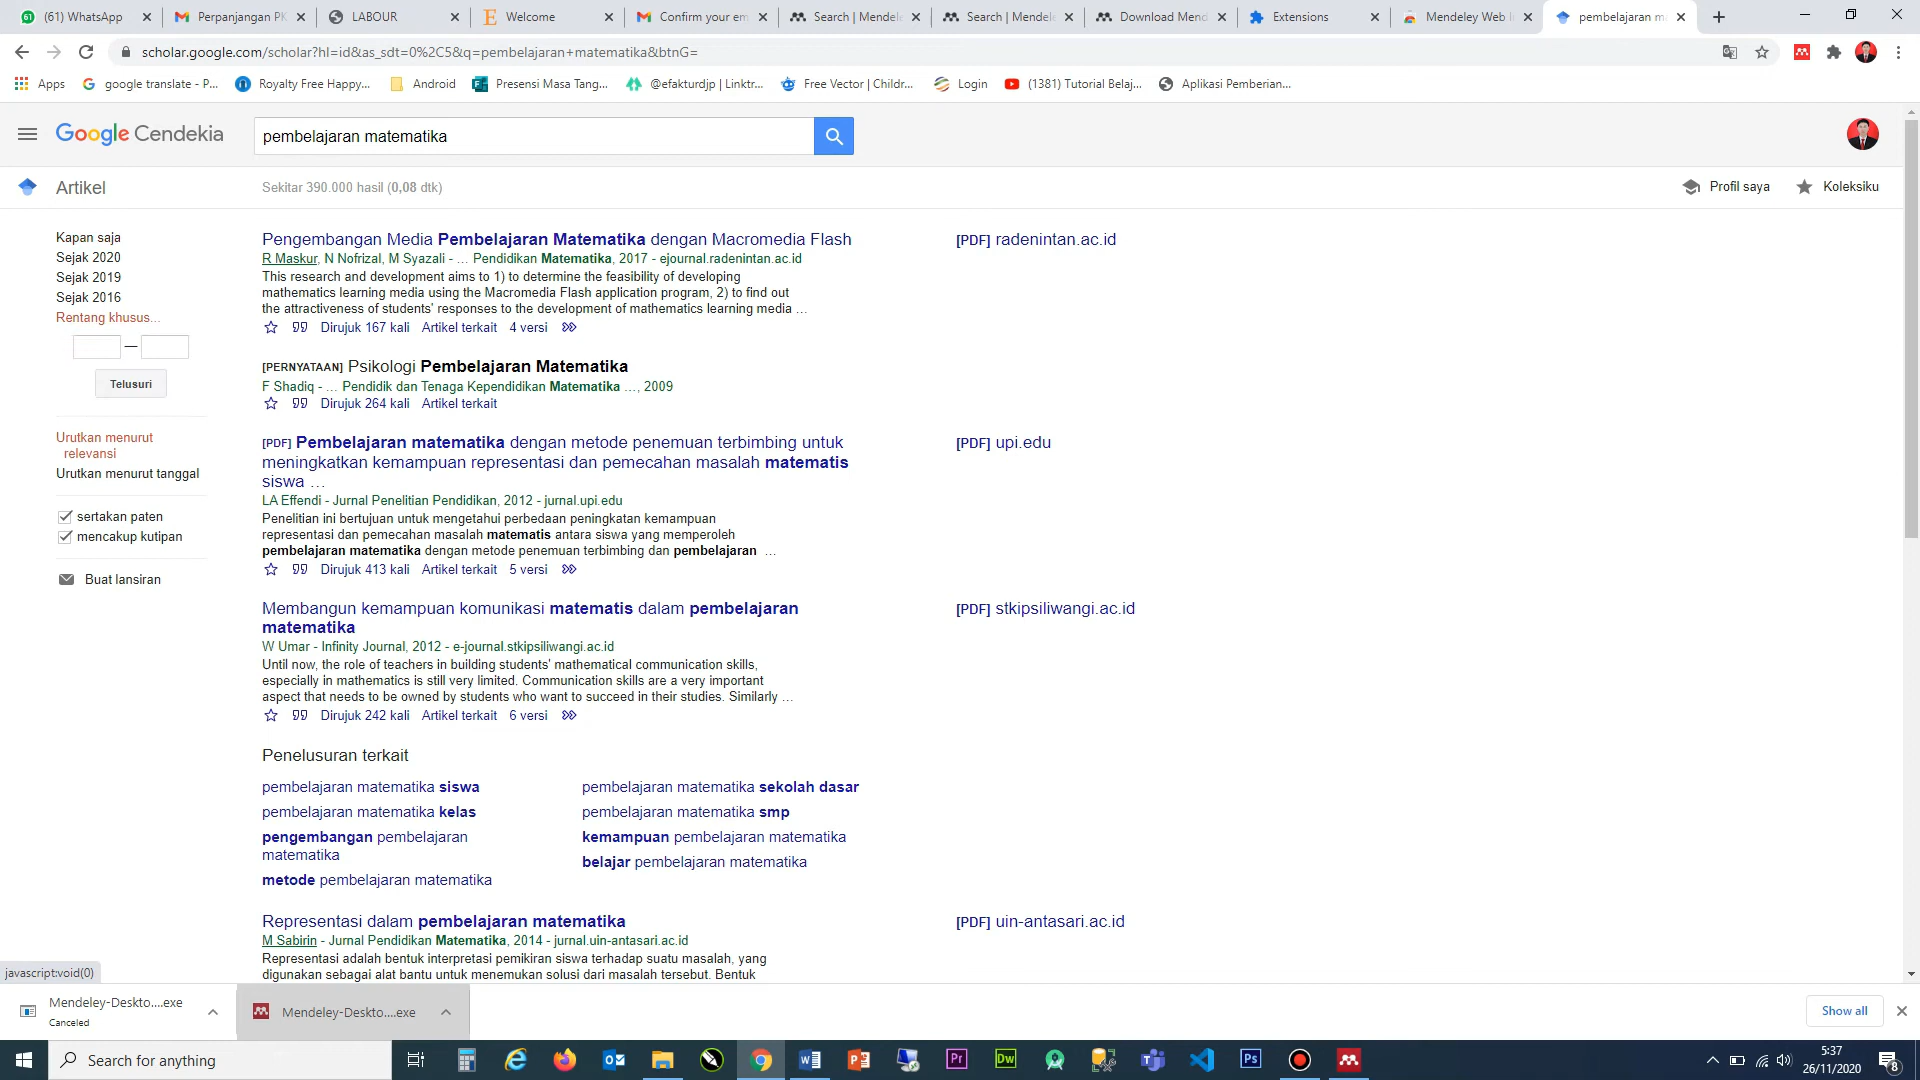 (61) WhatsApp
Perpanjangan PK
LABOUR
Welcome
Confirm your em
Search | Mendele
Search | Mendele
Download Mend
Extensions
Mendeley Web I
pembelajaran m
scholar.google.com/scholar?hl=id&as_sdt=0%2C5&q=pembelajaran+matematika&btnG=
Apps
google translate - P...
Royalty Free Happy...
Android
Presensi Masa Tang...
@efakturdjp | Linktr...
Free Vector | Childr...
Login
(1381) Tutorial Belaj...
Aplikasi Pemberian...
Google Cendekia
pembelajaran matematika
Artikel
Sekitar 390.000 hasil (0,08 dtk)
Profil saya
Koleksiku
Kapan saja
Sejak 2020
Sejak 2019
Sejak 2016
Rentang khusus...
—
Telusuri
Urutkan menurut
relevansi
Urutkan menurut tanggal
sertakan paten
mencakup kutipan
Buat lansiran
Pengembangan Media Pembelajaran Matematika dengan Macromedia Flash
R Maskur, N Nofrizal, M Syazali - … Pendidikan Matematika, 2017 - ejournal.radenintan.ac.id
This research and development aims to 1) to determine the feasibility of developing
mathematics learning media using the Macromedia Flash application program, 2) to find out
the attractiveness of students' responses to the development of mathematics learning media …
Dirujuk 167 kali Artikel terkait 4 versi
[PDF] radenintan.ac.id
[PERNYATAAN] Psikologi Pembelajaran Matematika
F Shadiq - … Pendidik dan Tenaga Kependidikan Matematika …, 2009
Dirujuk 264 kali Artikel terkait
[PDF] Pembelajaran matematika dengan metode penemuan terbimbing untuk
meningkatkan kemampuan representasi dan pemecahan masalah matematis
siswa …
LA Effendi - Jurnal Penelitian Pendidikan, 2012 - jurnal.upi.edu
Penelitian ini bertujuan untuk mengetahui perbedaan peningkatan kemampuan
representasi dan pemecahan masalah matematis antara siswa yang memperoleh
pembelajaran matematika dengan metode penemuan terbimbing dan pembelajaran …
Dirujuk 413 kali Artikel terkait 5 versi
[PDF] upi.edu
Membangun kemampuan komunikasi matematis dalam pembelajaran
matematika
W Umar - Infinity Journal, 2012 - e-journal.stkipsiliwangi.ac.id
Until now, the role of teachers in building students' mathematical communication skills,
especially in mathematics is still very limited. Communication skills are a very important
aspect that needs to be owned by students who want to succeed in their studies. Similarly …
Dirujuk 242 kali Artikel terkait 6 versi
[PDF] stkipsiliwangi.ac.id
Penelusuran terkait
pembelajaran matematika siswa
pembelajaran matematika kelas
pengembangan pembelajaran
matematika
metode pembelajaran matematika
pembelajaran matematika sekolah dasar
pembelajaran matematika smp
kemampuan pembelajaran matematika
belajar pembelajaran matematika
Representasi dalam pembelajaran matematika
M Sabirin - Jurnal Pendidikan Matematika, 2014 - jurnal.uin-antasari.ac.id
Representasi adalah bentuk interpretasi pemikiran siswa terhadap suatu masalah, yang
digunakan sebagai alat bantu untuk menemukan solusi dari masalah tersebut. Bentuk
[PDF] uin-antasari.ac.id
javascript:void(0)
Mendeley-Deskto....exe
Canceled
Mendeley-Deskto....exe
Show all
Search for anything
Pr
Dw
Ps
5:37
26/11/2020
8